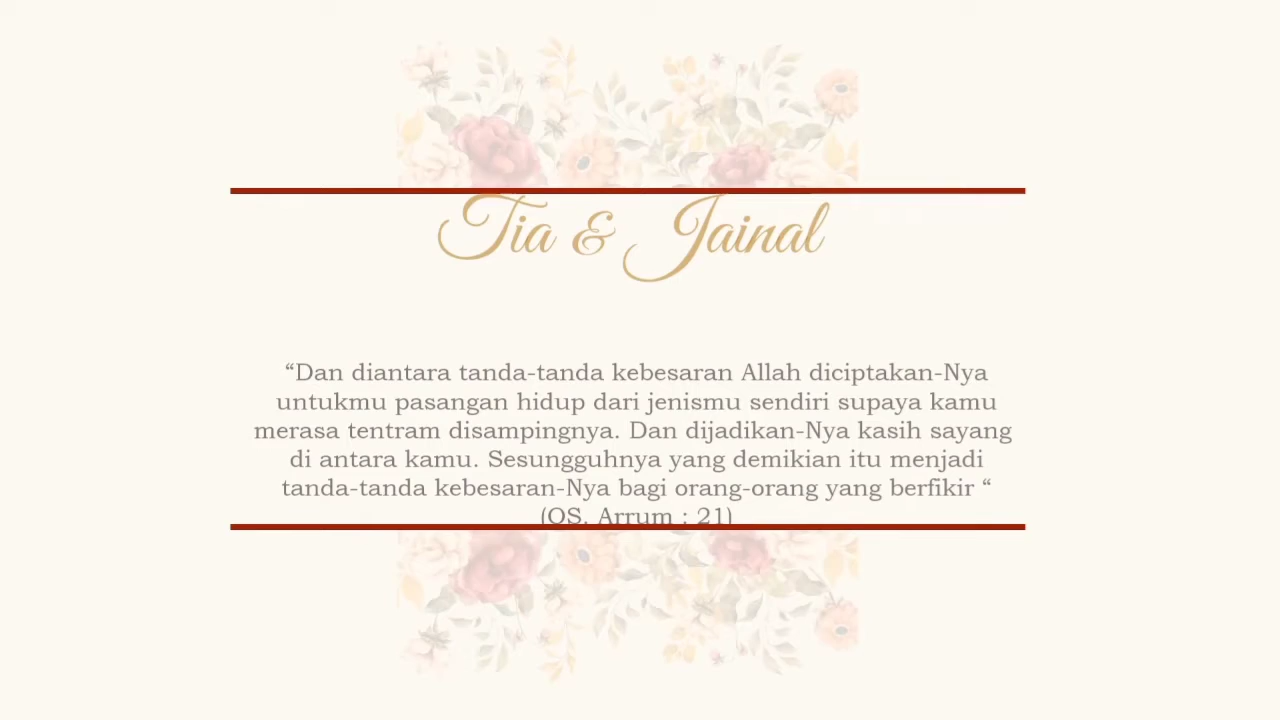 Tia & Jainal
“Dan diantara tanda-tanda kebesaran Allah diciptakan-Nya
untukmu pasangan hidup dari jenismu sendiri supaya kamu
merasa tentram disampingnya. Dan dijadikan-Nya kasih sayang
di antara kamu. Sesungguhnya yang demikian itu menjadi
tanda-tanda kebesaran-Nya bagi orang-orang yang berfikir “
(QS. Arrum : 21)